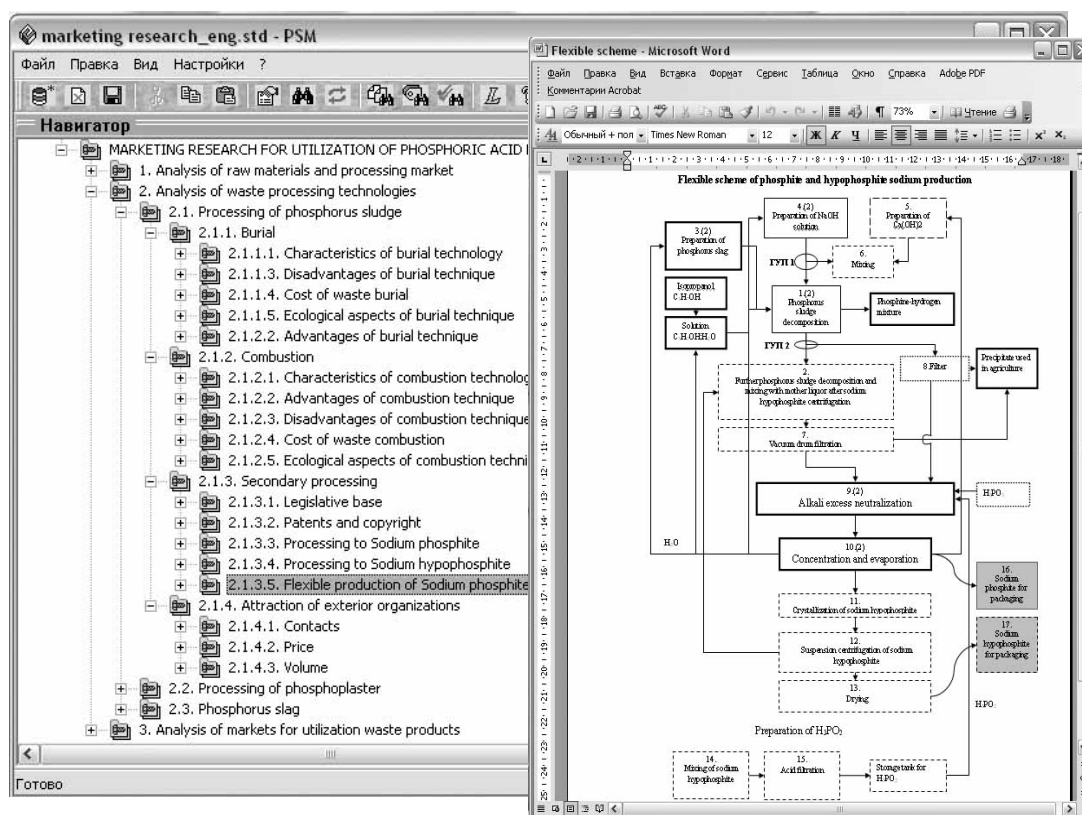 marketing research_eng.std - PSM
Файл Правка Вид Настройки ?
Навигатор
MARKETING RESEARCH FOR UTILIZATION OF PHOSPHORIC ACID
1. Analysis of raw materials and processing market
2. Analysis of waste processing technologies
2.1. Processing of phosphorus sludge
2.1.1. Burial
2.1.1.1. Characteristics of burial technology
2.1.1.3. Disadvantages of burial technique
2.1.1.4. Cost of waste burial
2.1.1.5. Ecological aspects of burial technique
2.1.2.2. Advantages of burial technique
2.1.2. Combustion
2.1.2.1. Characteristics of combustion technolog
2.1.2.2. Advantages of combustion technique
2.1.2.3. Disadvantages of combustion technique
2.1.2.4. Cost of waste combustion
2.1.2.5. Ecological aspects of combustion techni
2.1.3. Secondary processing
2.1.3.1. Legislative base
2.1.3.2. Patents and copyright
2.1.3.3. Processing to Sodium phosphite
2.1.3.4. Processing to Sodium hypophosphite
2.1.3.5. Flexible production of Sodium phosphite
2.1.4. Attraction of exterior organizations
2.1.4.1. Contacts
2.1.4.2. Price
2.1.4.3. Volume
2.2. Processing of phosphoplaster
2.3. Phosphorus slag
3. Analysis of markets for utilization waste products
Готово
Flexible scheme - Microsoft Word
Файл Правка Вид Вставка Формат Сервис Таблица Окно Справка Adobe PDF
Комментарии Acrobat
73% Чтение
Обычный + пол Times New Roman 12 Ж К Ч
Flexible scheme of phosphite and hypophosphite sodium production
4.(2)
Preparation of NaOH
solution
5.
Preparation of
Ca(OH)2
3.(2)
Preparation of
phosphorus slag
ГУП 1
6.
Mixing
Isopropanol,
C₃H₇OH
1.(2)
Phosphorus
sludge
decomposition
Phosphine-hydrogen
mixture
Solution
C₃H₇OHH₂O
ГУП 2
8.Filter
Precipitate used
in agriculture
2.
Further phosphorus sludge decomposition and
mixing with mother liquor after sodium
hypophosphite centrifugation
7.
Vacuum drum filtration
9.(2)
Alkali excess neutralization
H₃PO₂
H₂O
10.(2)
Concentration and evaporation
16.
Sodium
phosphite for
packaging
11.
Crystallization of sodium hypophosphite
17.
Sodium
hypophosphite
for packaging
12.
Suspension centrifugation of sodium
hypophosphite
13.
Drying
H₃PO₂
Preparation of H₃PO₂
14.
Mixing of sodium
hypophosphite
15.
Acid filtration
Storage tank for
H₃PO₂